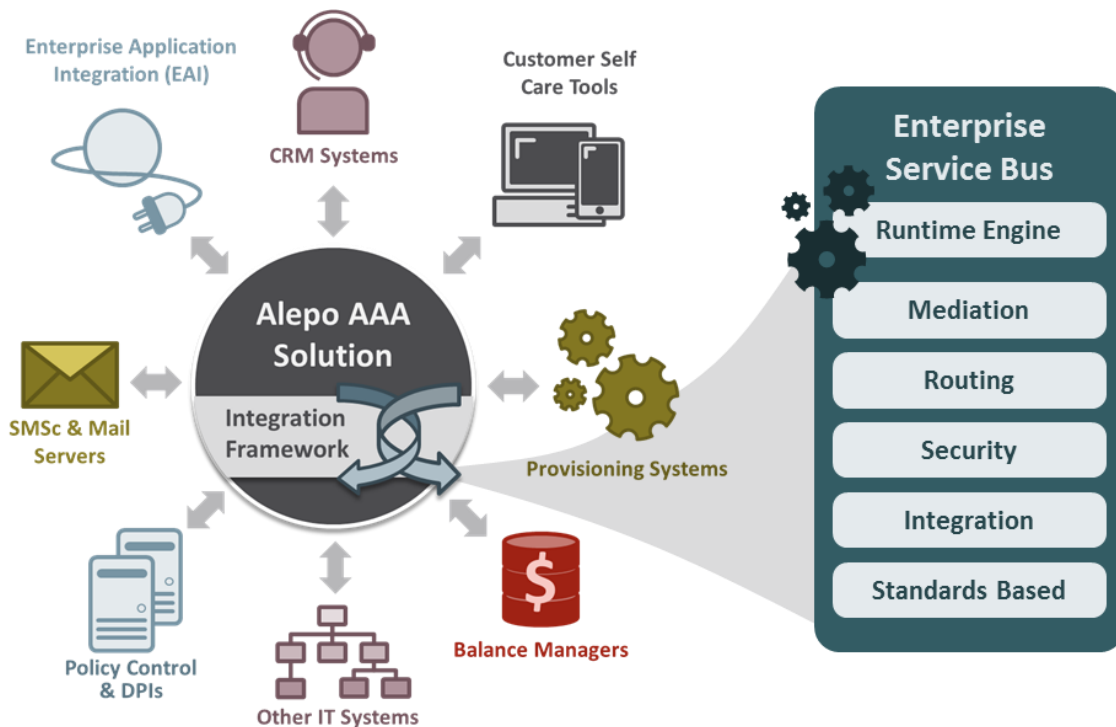 Enterprise Application
Integration (EAI)
CRM Systems
Customer Self
Care Tools
Alepo AAA
Solution
Integration
Framework
SMSc & Mail
Servers
Provisioning Systems
Policy Control
& DPIs
Other IT Systems
$
Balance Managers
Enterprise
Service Bus
Runtime Engine
Mediation
Routing
Security
Integration
Standards Based